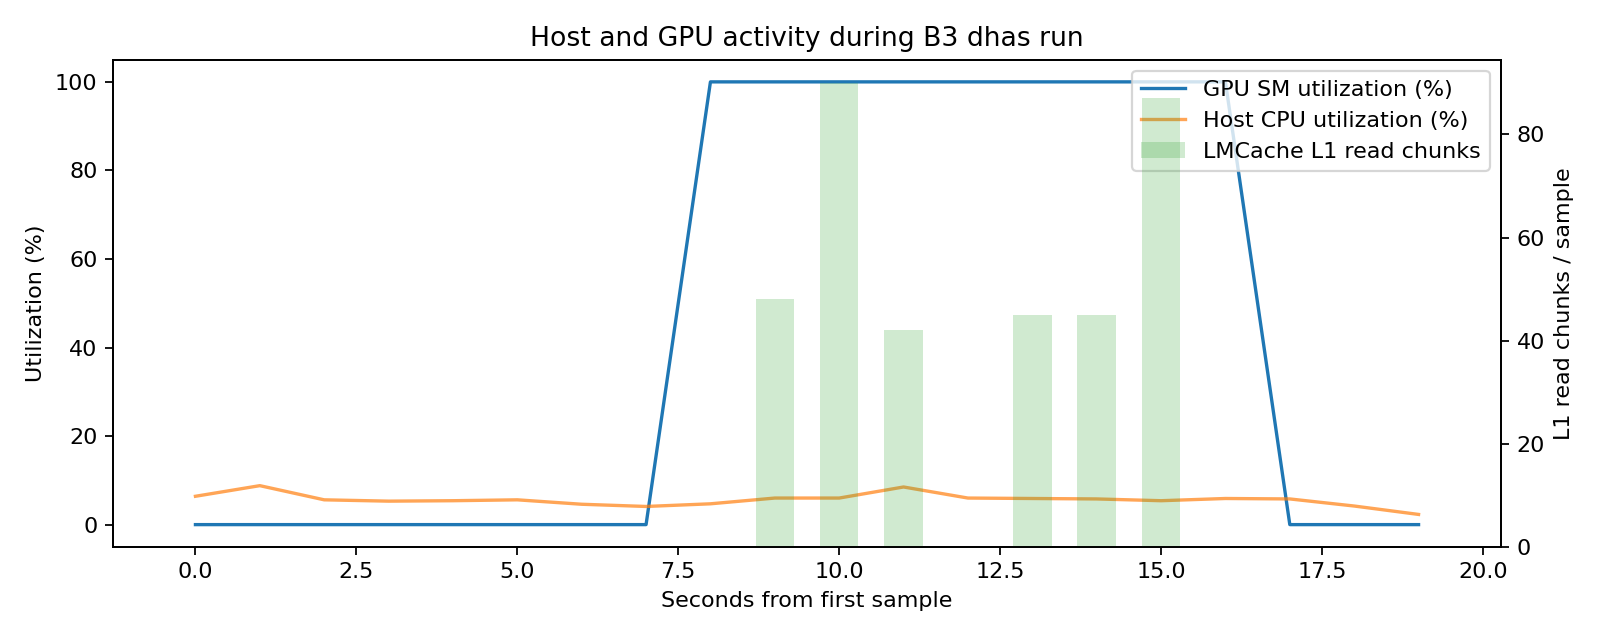 Host and GPU activity during B3 dhas run
GPU SM utilization (%)
Host CPU utilization (%)
LMCache L1 read chunks
Utilization (%)
100
80
60
40
20
0
80
60
40
20
0
L1 read chunks / sample
0.0 2.5 5.0 7.5 10.0 12.5 15.0 17.5 20.0
Seconds from first sample